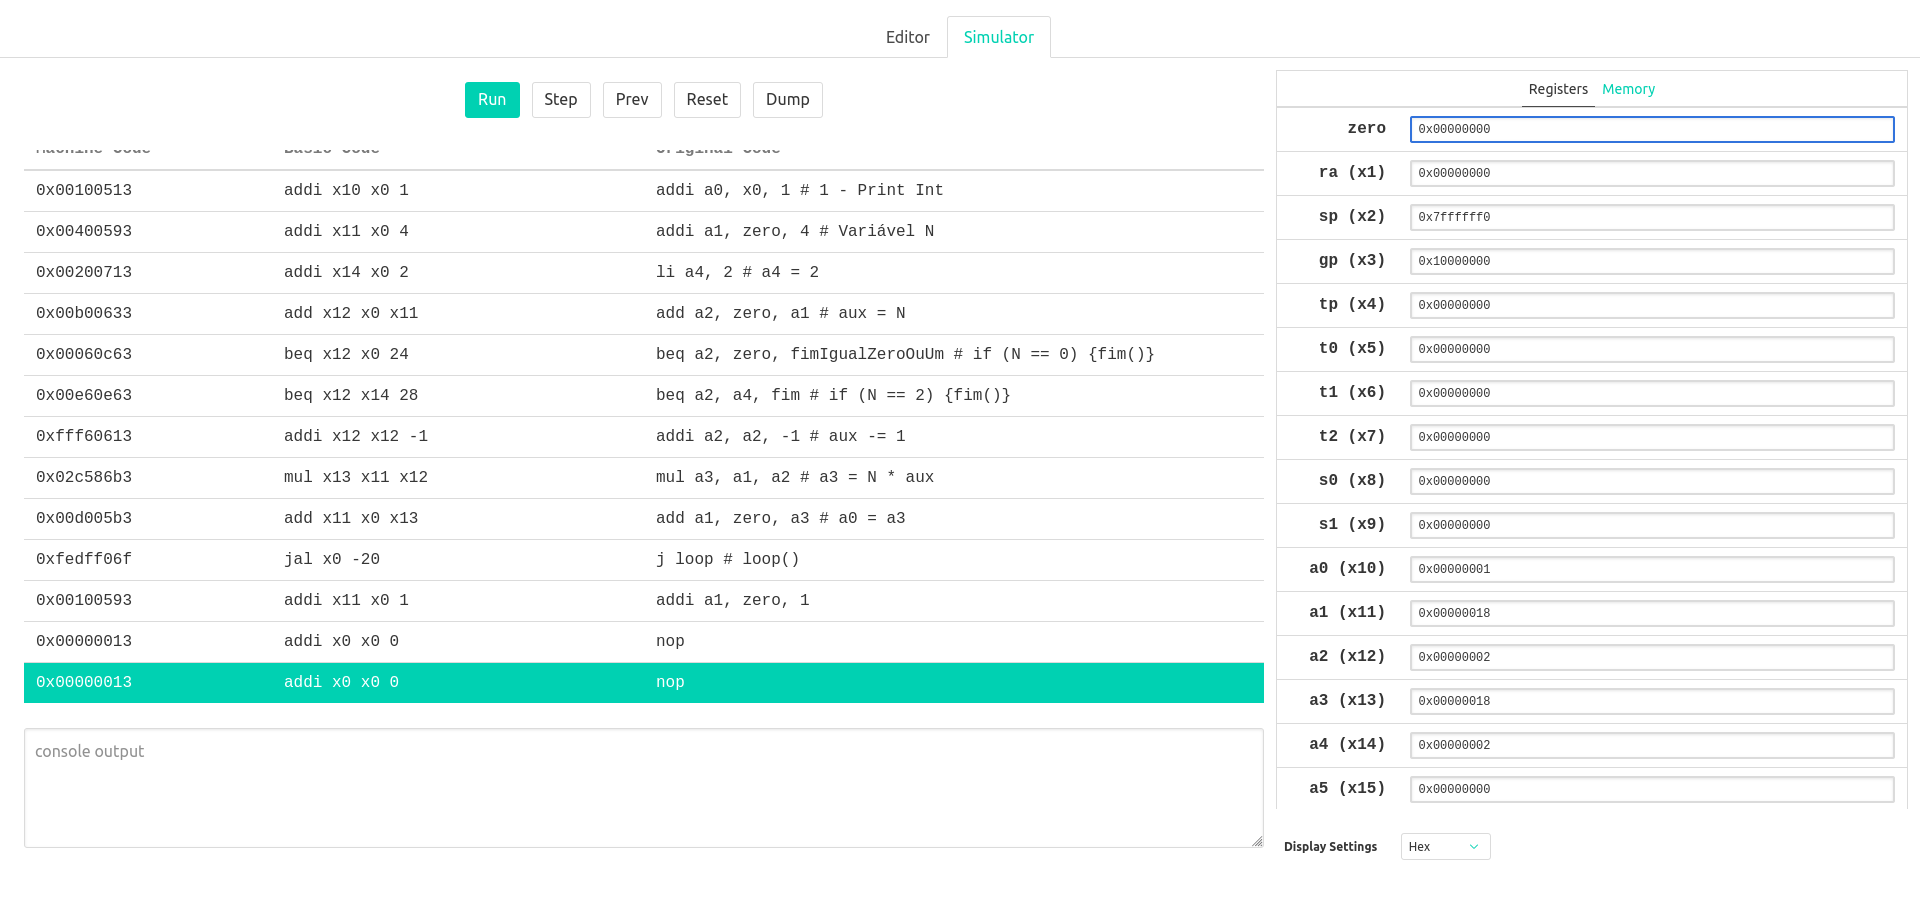 Editor Simulator
Run Step Prev Reset Dump
Machine Code Basic Code Original Code
0x00100513 addi x10 x0 1 addi a0, x0, 1 # 1 - Print Int
0x00400593 addi x11 x0 4 addi a1, zero, 4 # Variável N
0x00200713 addi x14 x0 2 li a4, 2 # a4 = 2
0x00b00633 add x12 x0 x11 add a2, zero, a1 # aux = N
0x00060c63 beq x12 x0 24 beq a2, zero, fimIgualZeroOuUm # if (N == 0) {fim()}
0x00e60e63 beq x12 x14 28 beq a2, a4, fim # if (N == 2) {fim()}
0xfff60613 addi x12 x12 -1 addi a2, a2, -1 # aux -= 1
0x02c586b3 mul x13 x11 x12 mul a3, a1, a2 # a3 = N * aux
0x00d005b3 add x11 x0 x13 add a1, zero, a3 # a0 = a3
0xfedff06f jal x0 -20 j loop # loop()
0x00100593 addi x11 x0 1 addi a1, zero, 1
0x00000013 addi x0 x0 0 nop
0x00000013 addi x0 x0 0 nop
console output
Registers Memory
zero 0x00000000
ra (x1) 0x00000000
sp (x2) 0x7ffffff0
gp (x3) 0x10000000
tp (x4) 0x00000000
t0 (x5) 0x00000000
t1 (x6) 0x00000000
t2 (x7) 0x00000000
s0 (x8) 0x00000000
s1 (x9) 0x00000000
a0 (x10) 0x00000001
a1 (x11) 0x00000018
a2 (x12) 0x00000002
a3 (x13) 0x00000018
a4 (x14) 0x00000002
a5 (x15) 0x00000000
Display Settings Hex